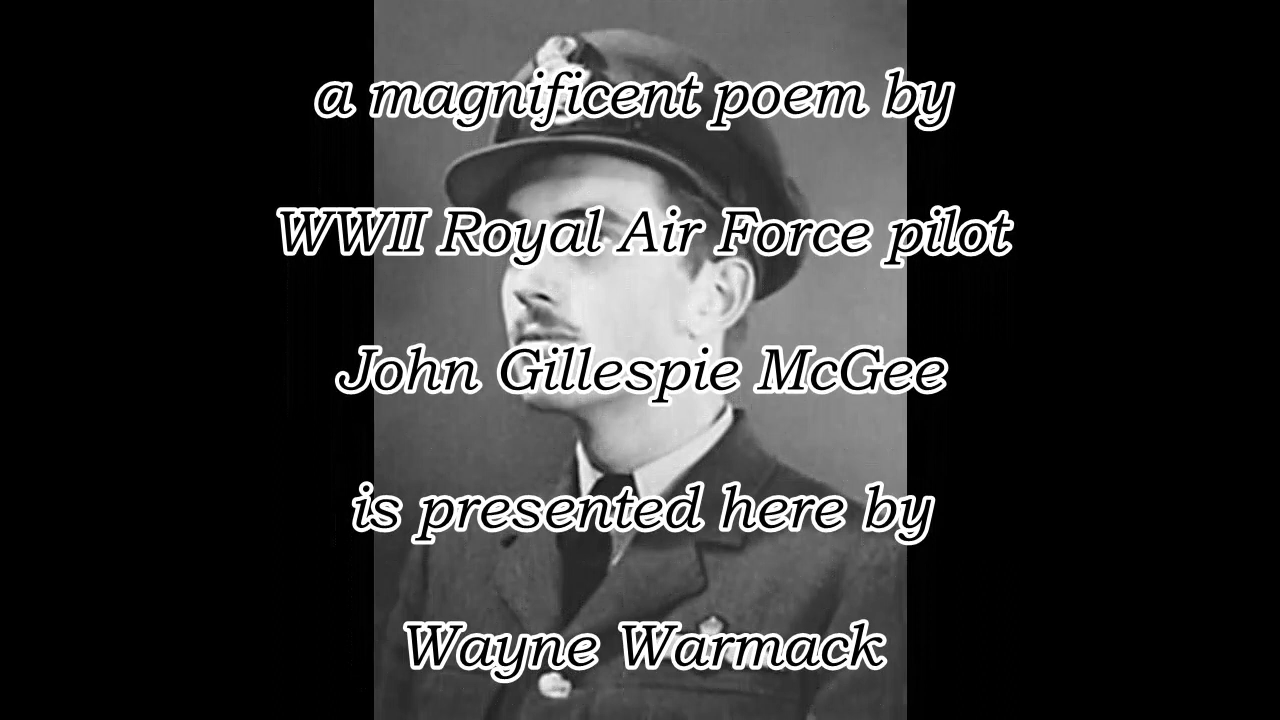 a magnificent poem by
WWII Royal Air Force pilot
John Gillespie McGee
is presented here by
Wayne Warmack